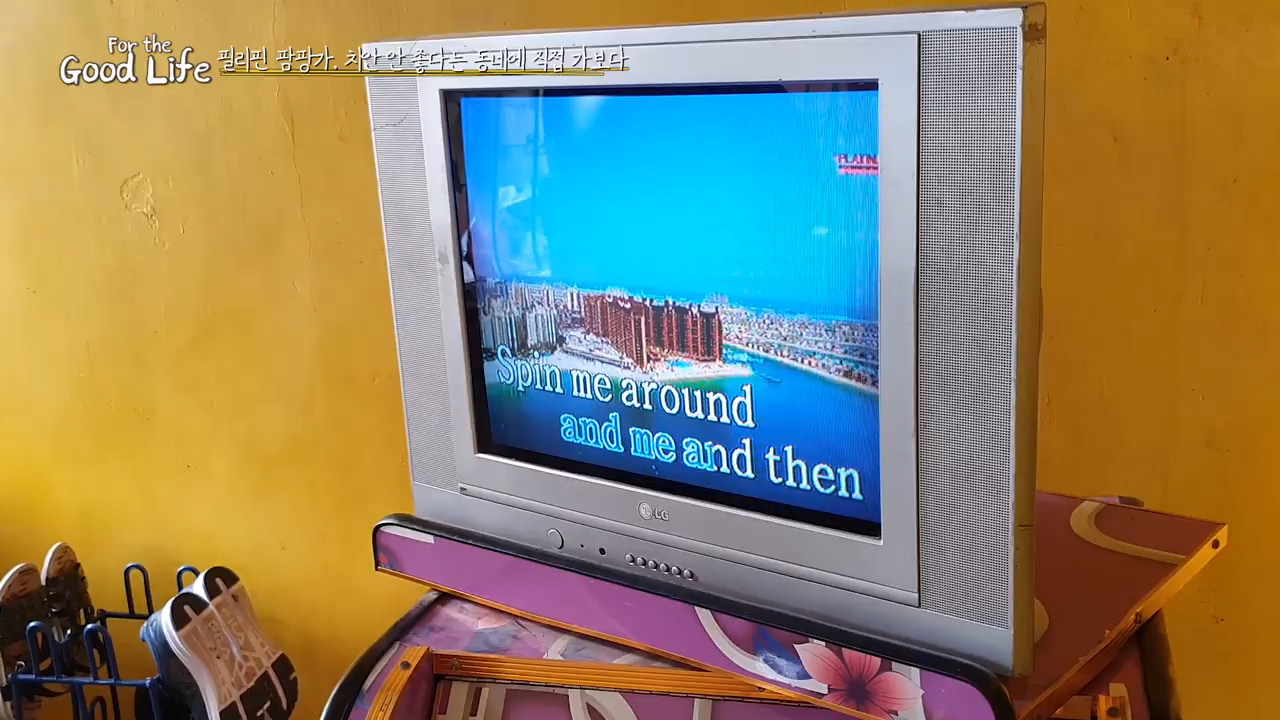 For the
Good Life
필리핀 팜팡가. 치안 안 좋다는 동네에 직접 가보다
PLATIN
Spin me around
and me and then
LG